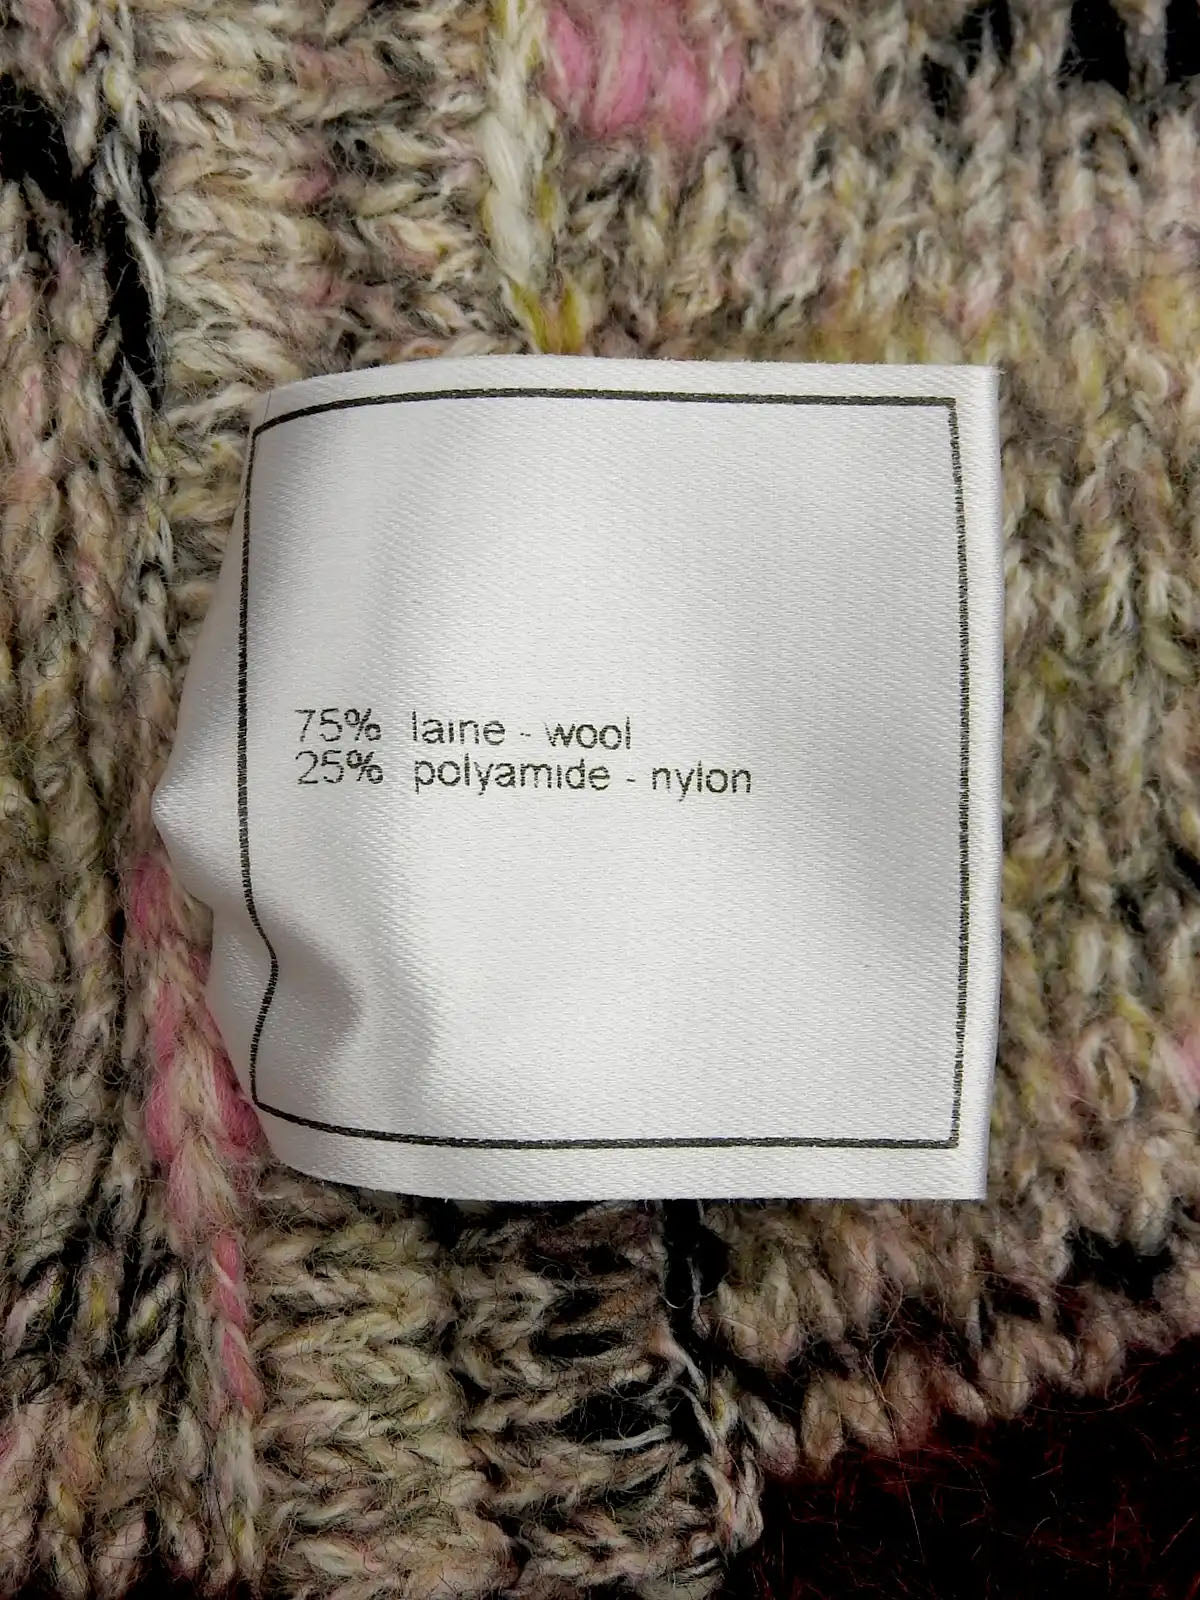 75% laine - wool
25% polyamide - nylon